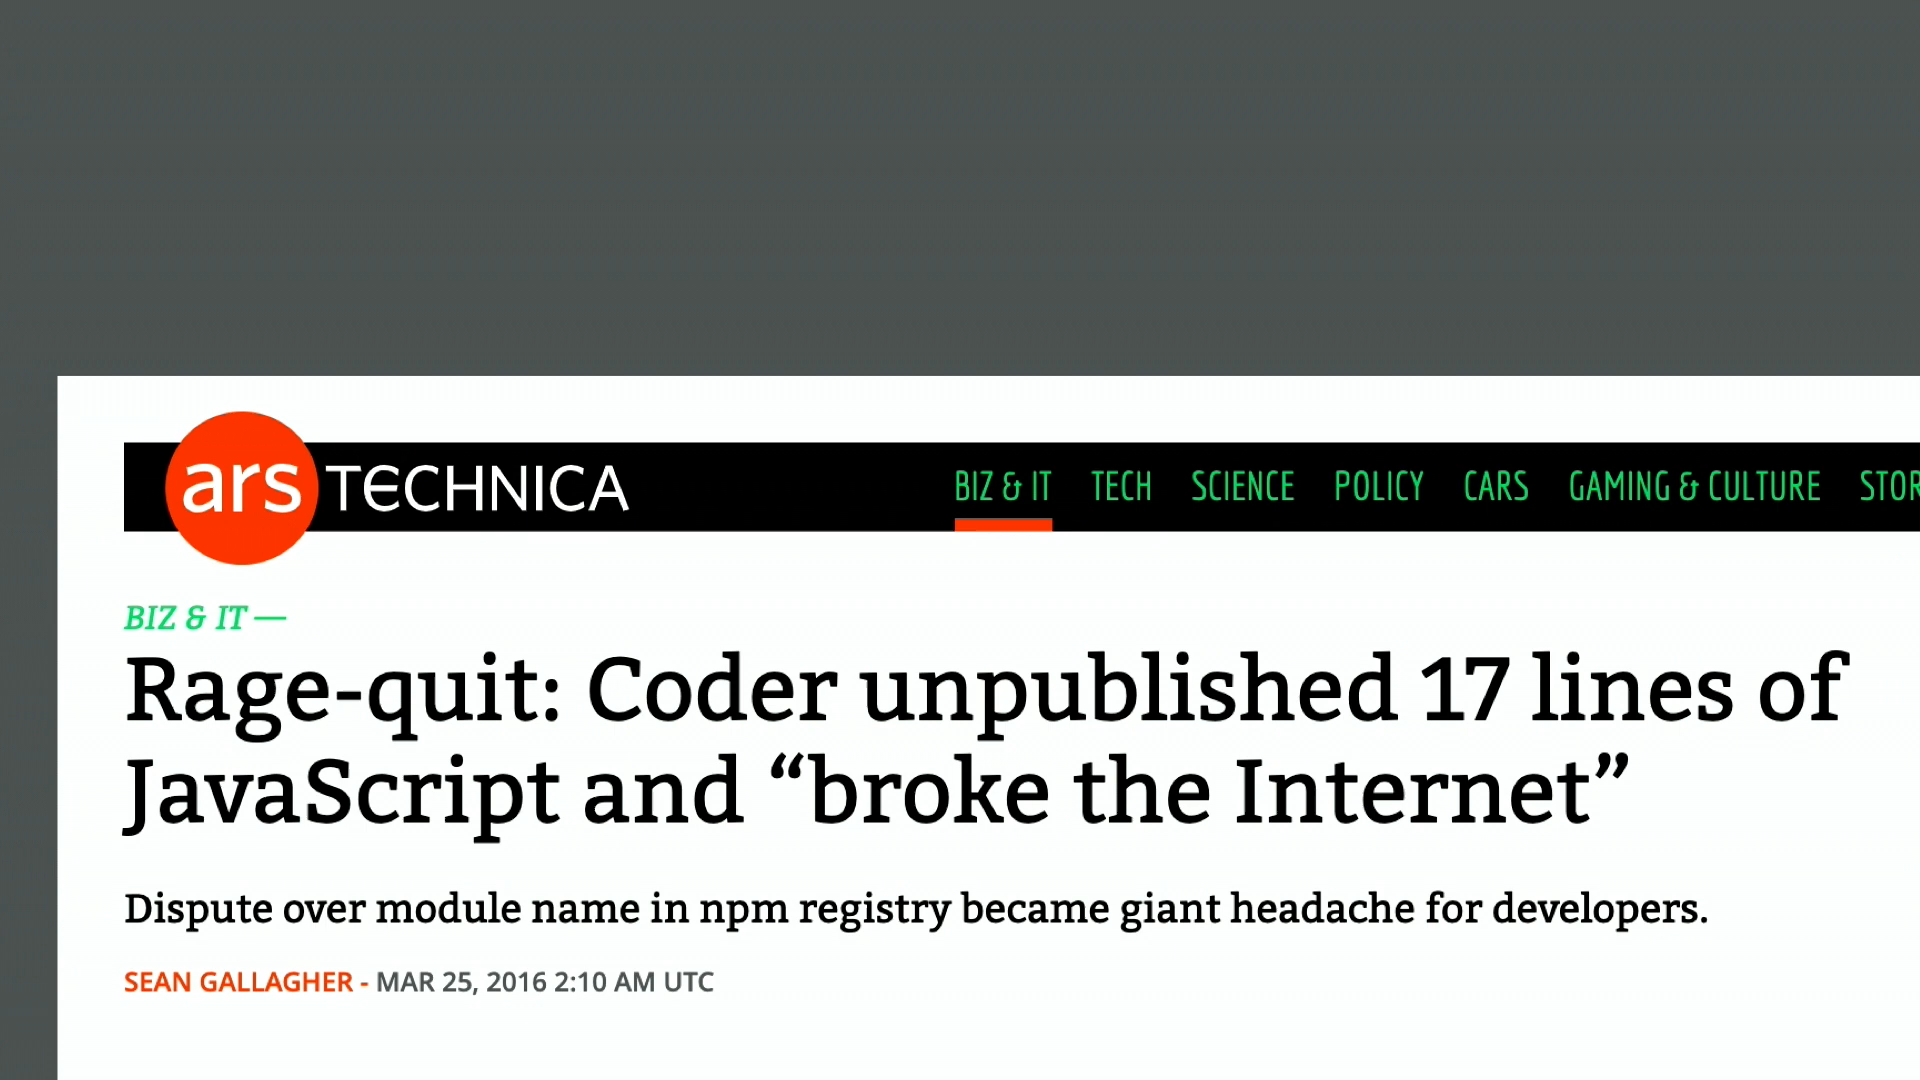 ars TECHNICA
BIZ & IT TECH SCIENCE POLICY CARS GAMING & CULTURE STOR
BIZ & IT —
Rage-quit: Coder unpublished 17 lines of
JavaScript and “broke the Internet”
Dispute over module name in npm registry became giant headache for developers.
SEAN GALLAGHER - MAR 25, 2016 2:10 AM UTC